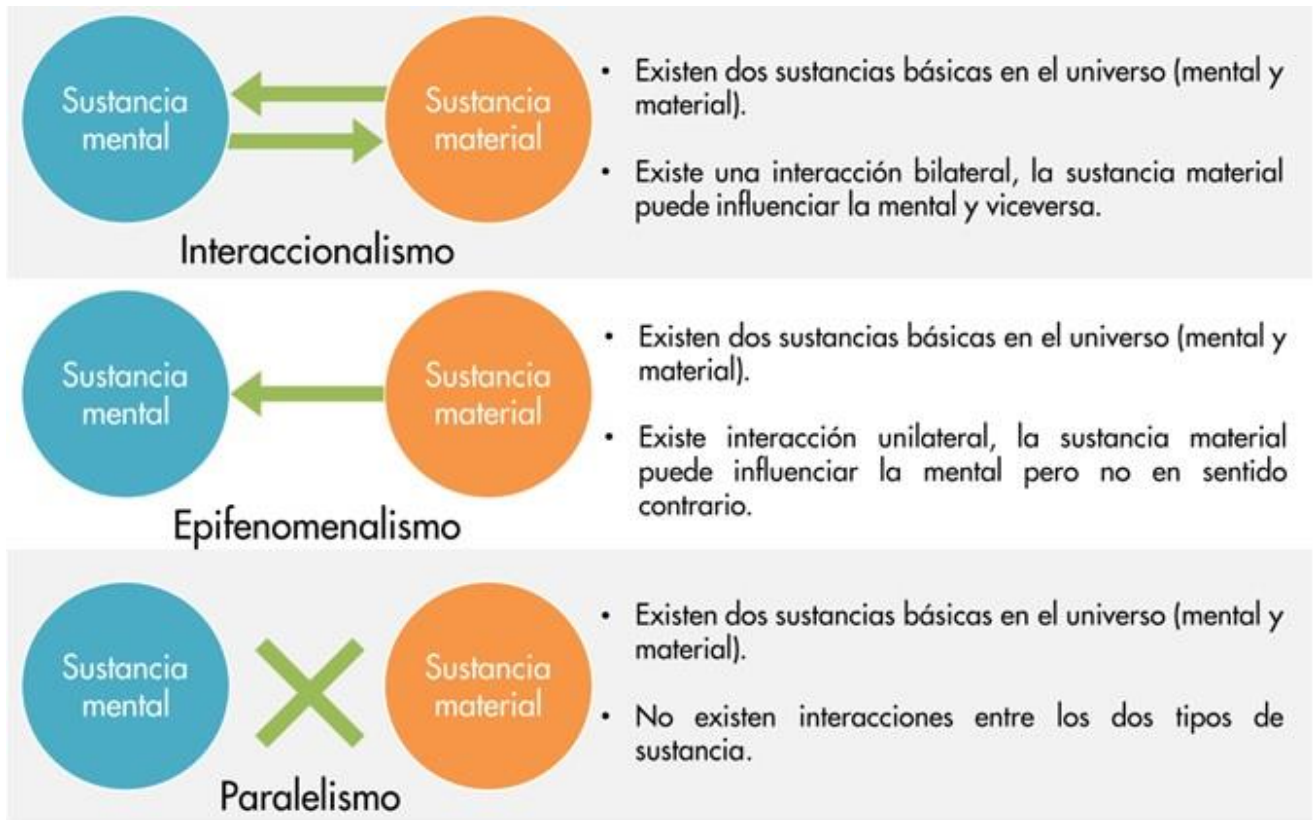 Sustancia
mental
Sustancia
material
• Existen dos sustancias básicas en el universo (mental y
material).
• Existe una interacción bilateral, la sustancia material
puede influenciar la mental y viceversa.
Interaccionalismo
Sustancia
mental
Sustancia
material
• Existen dos sustancias básicas en el universo (mental y
material).
• Existe interacción unilateral, la sustancia material
puede influenciar la mental pero no en sentido
contrario.
Epifenomenalismo
Sustancia
mental
Sustancia
material
• Existen dos sustancias básicas en el universo (mental y
material).
• No existen interacciones entre los dos tipos de
sustancia.
Paralelismo